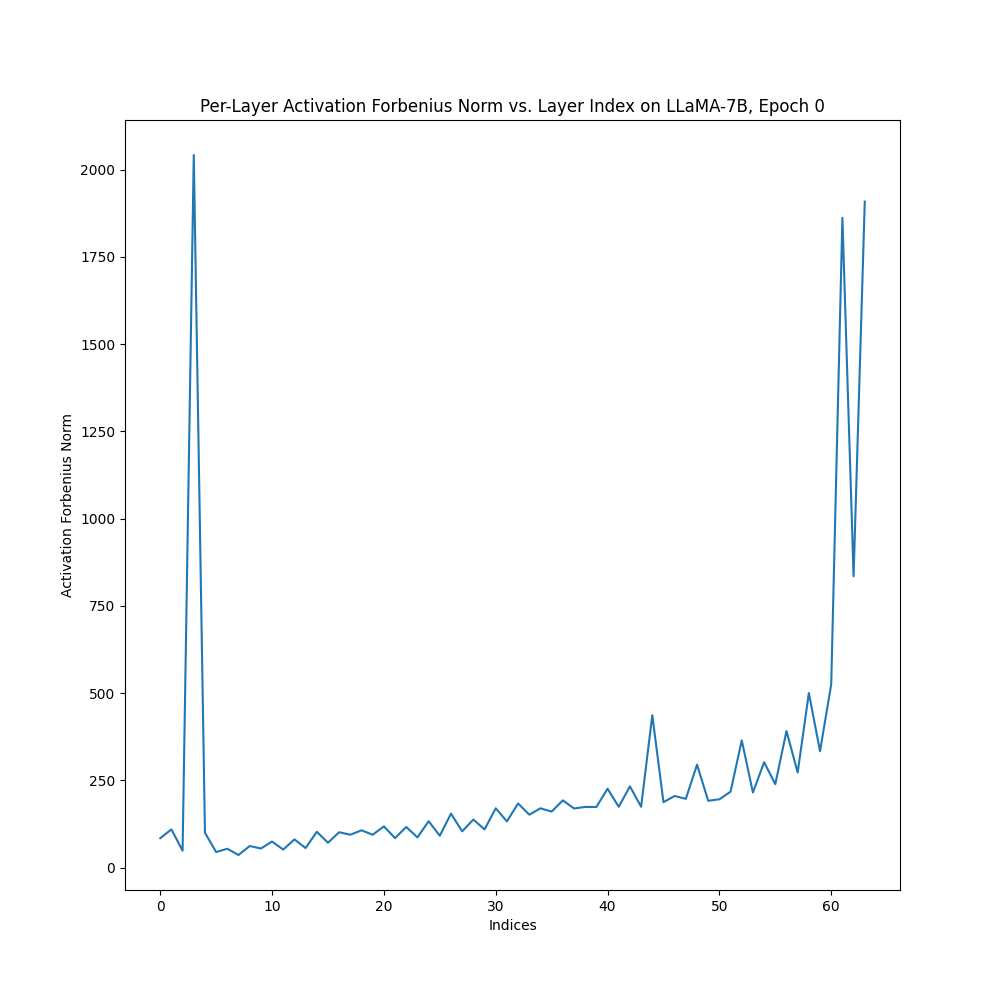 Per-Layer Activation Forbenius Norm vs. Layer Index on LLaMA-7B, Epoch 0
2000
1750
1500
1250
1000
750
500
250
0
Activation Forbenius Norm
0 10 20 30 40 50 60
Indices